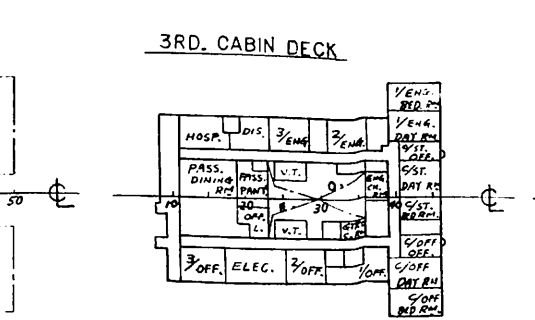 3RD. CABIN DECK
1/ENG.
BED RM
HOSP.
DIS.
3/ENG
2/ENG.
1/ENG.
DAY RM
C/ST.
OFF.
PASS.
DINING
RM
PASS.
PANT.
V.T.
ENG.
CH. RM
C/ST.
DAY RM
50
10
20
30
40
C/ST.
BD RM.
OFF.
L.
V.T.
C/OFF
OFF.
3/OFF.
ELEC.
2/OFF.
1/OFF.
C/OFF
DAY RM
C/OFF
BED RM.